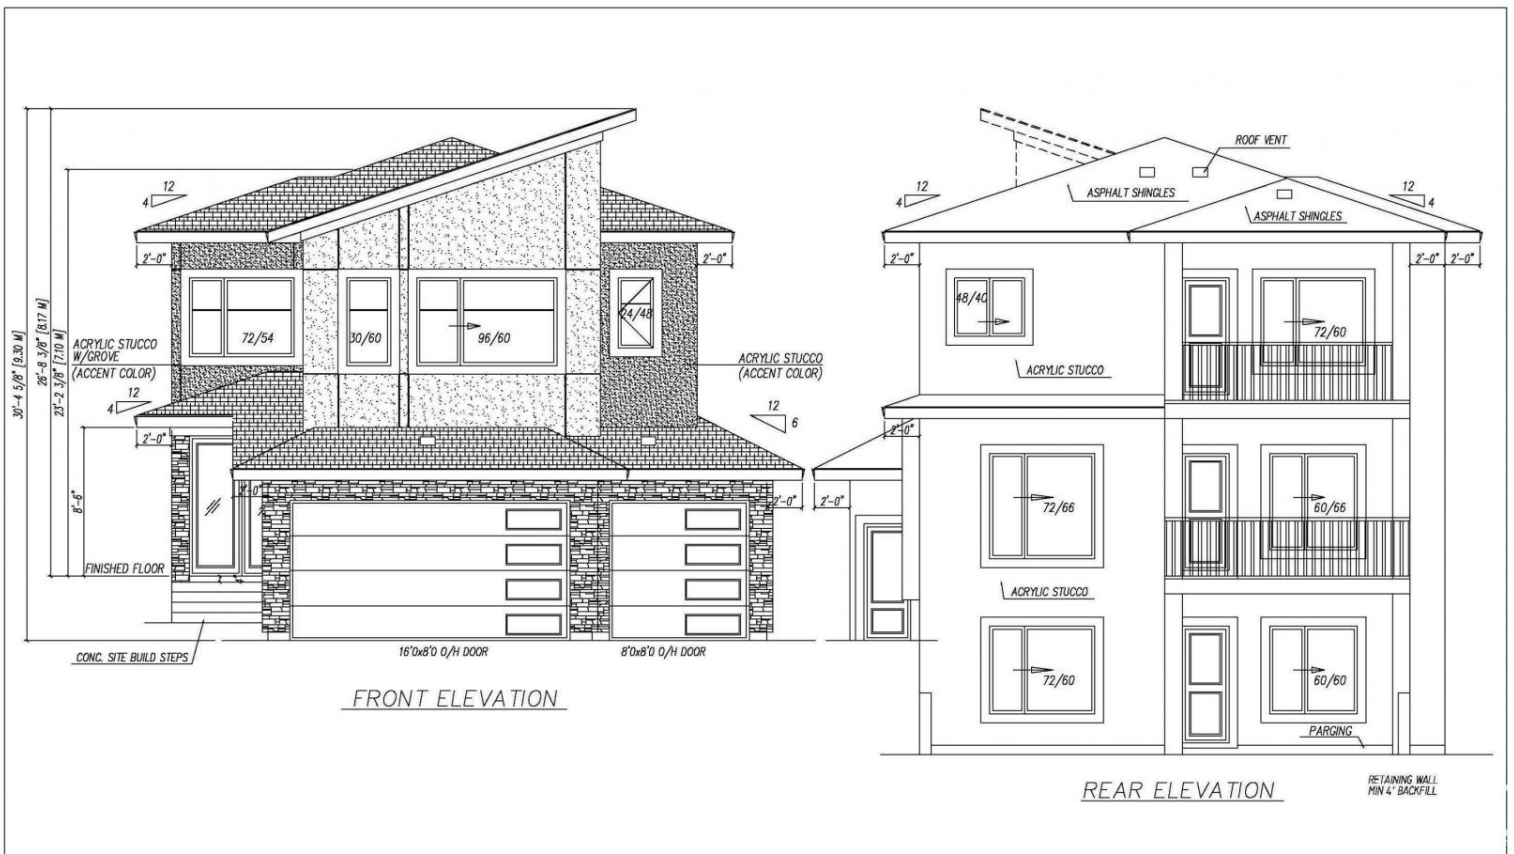 12
4
2'-0"
2'-0"
30'-4 5/8" [9.30 M]
26'-8 3/8" [8.17 M]
23'-2 3/8" [7.10 M]
72/54
30/60
96/60
24/48
ACRYLIC STUCCO
W/GROVE
(ACCENT COLOR)
ACRYLIC STUCCO
(ACCENT COLOR)
12
4
12
6
2'-0"
8'-6"
2'-0"
2'-0"
FINISHED FLOOR
CONC. SITE BUILD STEPS
16'0x8'0 O/H DOOR
8'0x8'0 O/H DOOR
FRONT ELEVATION
ROOF VENT
12
4
ASPHALT SHINGLES
ASPHALT SHINGLES
12
4
2'-0"
2'-0"
2'-0"
48/40
72/60
ACRYLIC STUCCO
2'-0"
2'-0"
72/66
60/66
ACRYLIC STUCCO
72/60
60/60
PARGING
REAR ELEVATION
RETAINING WALL
MIN 4' BACKFILL